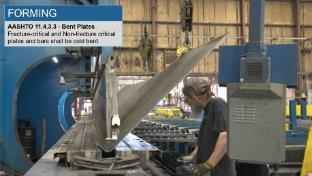 FORMING
AASHTO 11.4.3.3 - Bent Plates
Fracture-critical and Non-fracture critical
plates and bars shall be cold bent.